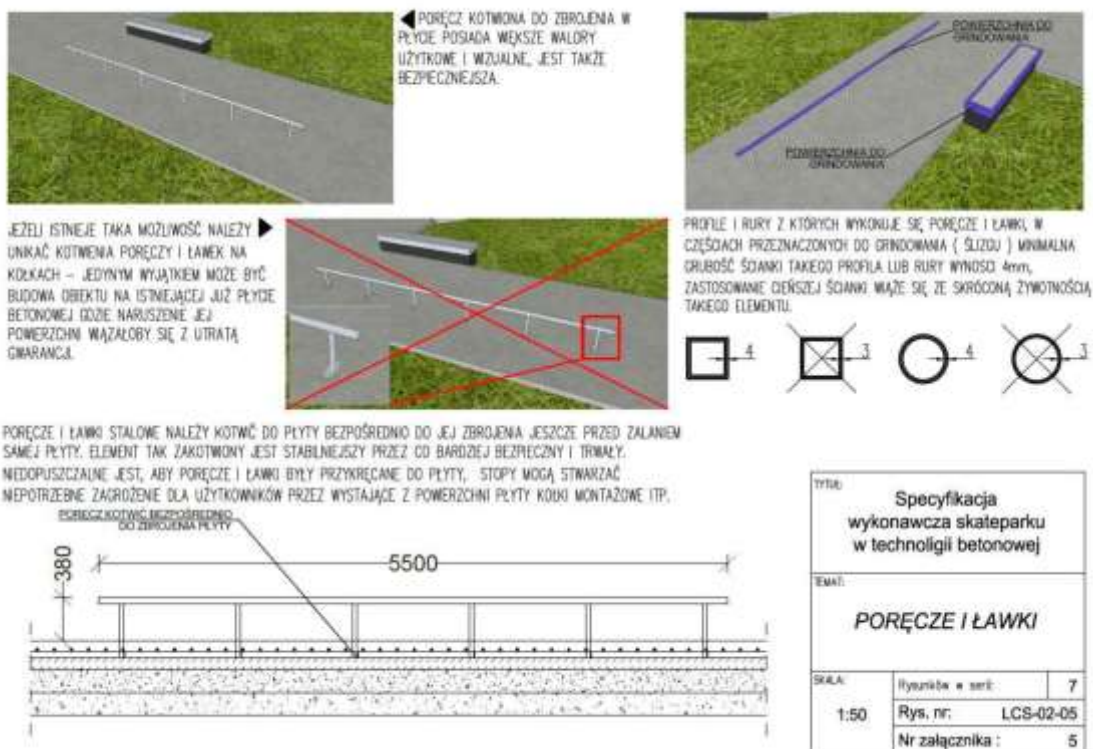 PORĘCZ KOTWIONA DO ZBROJENIA W
PŁYCIE POSIADA WIĘKSZE WALORY
UŻYTKOWE I WIZUALNE, JEST TAKŻE
BEZPIECZNIEJSZA.
POWIERZCHNIA DO
GRINDOWANIA
POWIERZCHNIA DO
GRINDOWANIA
JEŻELI ISTNIEJE TAKA MOŻLIWOŚĆ NALEŻY
UNIKAĆ KOTWIENIA PORĘCZY I ŁAWEK NA
KOŁKACH – JEDYNYM WYJĄTKIEM MOŻE BYĆ
BUDOWA OBIEKTU NA ISTNIEJĄCEJ JUŻ PŁYCIE
BETONOWEJ GDZIE NARUSZENIE JEJ
POWIERZCHNI WIĄZAŁOBY SIĘ Z UTRATĄ
GWARANCJI.
PROFILE I RURY Z KTÓRYCH WYKONUJE SIĘ PORĘCZE I ŁAWKI, W
CZĘŚCIACH PRZEZNACZONYCH DO GRINDOWANIA ( ŚLIZGU ) MINIMALNA
GRUBOŚĆ ŚCIANKI TAKIEGO PROFILA LUB RURY WYNOSI 4mm,
ZASTOSOWANIE CIEŃSZEJ ŚCIANKI WIĄŻE SIĘ ZE SKRÓCONĄ ŻYWOTNOŚCIĄ
TAKIEGO ELEMENTU.
4 3 4 3
PORĘCZE I ŁAWKI STALOWE NALEŻY KOTWIĆ DO PŁYTY BEZPOŚREDNIO DO JEJ ZBROJENIA JESZCZE PRZED ZALANIEM
SAMEJ PŁYTY. ELEMENT TAK ZAKOTWIONY JEST STABILNIEJSZY PRZEZ CO BARDZIEJ BEZPIECZNY I TRWAŁY.
NIEDOPUSZCZALNE JEST, ABY PORĘCZE I ŁAWKI BYŁY PRZYKRĘCANE DO PŁYTY, STOPY MOGĄ STWARZAĆ
NIEPOTRZEBNE ZAGROŻENIE DLA UŻYTKOWNIKÓW PRZEZ WYSTAJĄCE Z POWIERZCHNI PŁYTY KOŁKI MONTAŻOWE ITP.
PORĘCZ KOTWIĆ BEZPOŚREDNIO
DO ZBROJENIA PŁYTY
380
5500
TYTUŁ:
Specyfikacja
wykonawcza skateparku
w technoligii betonowej
TEMAT:
PORĘCZE I ŁAWKI
SKALA:
1:50
Rysunków w serii: 7
Rys. nr: LCS-02-05
Nr załącznika : 5